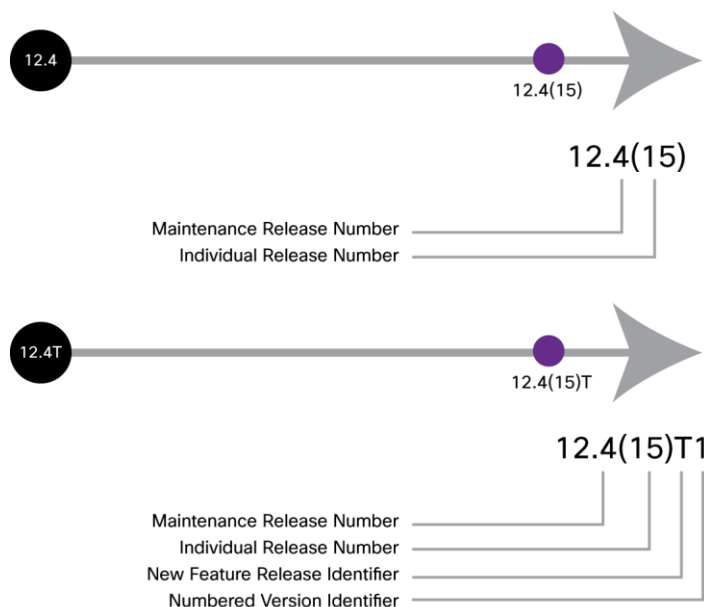 12.4
12.4(15)
12.4(15)
Maintenance Release Number
Individual Release Number
12.4T
12.4(15)T
12.4(15)T1
Maintenance Release Number
Individual Release Number
New Feature Release Identifier
Numbered Version Identifier